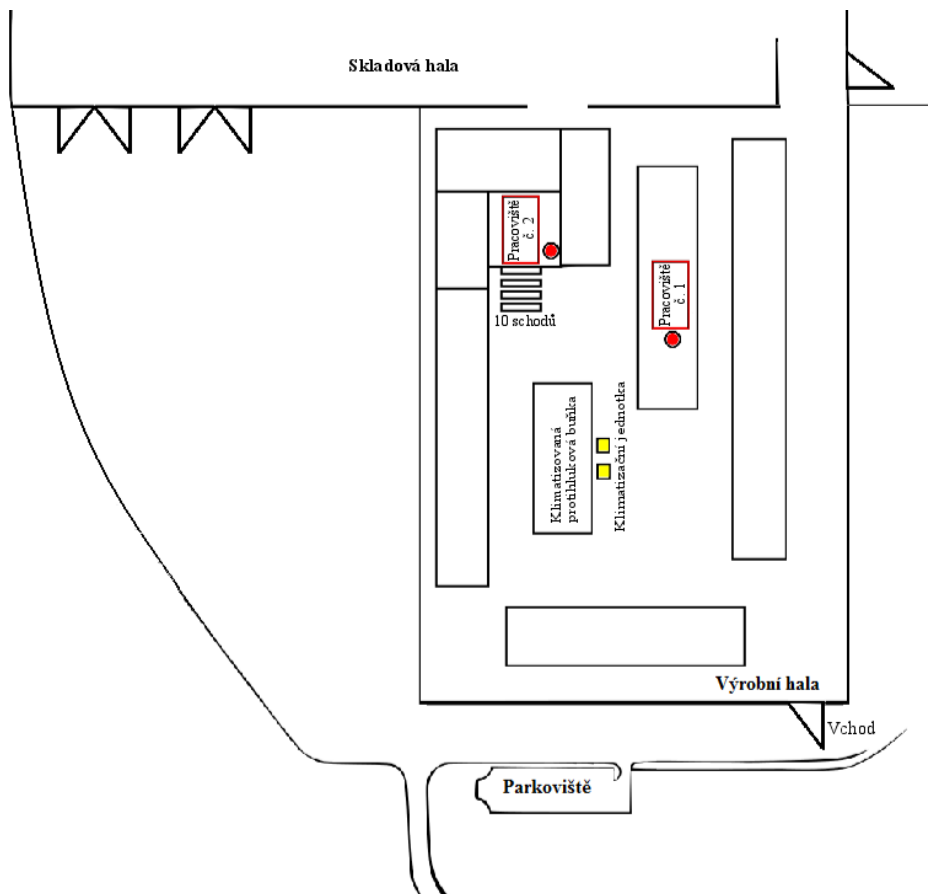 Skladová hala
Pracoviště
č. 2
Pracoviště
č. 1
10 schodů
Klimatizovaná
protihluková buňka
Klimatizační jednotka
Výrobní hala
Vchod
Parkoviště